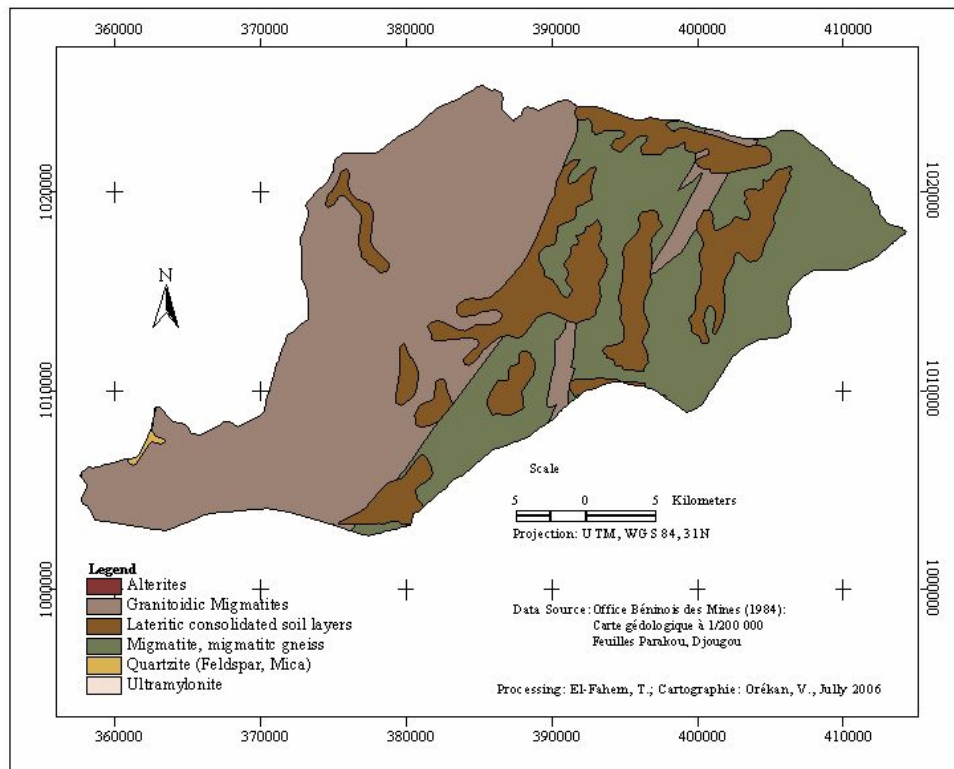 360000 370000 380000 390000 400000 410000
1020000 1020000
N
1010000 1010000
Scale
5 0 5 Kilometers
Projection: UTM, WGS 84, 31N
Legend
Alterites
Granitoidic Migmatites
Lateritic consolidated soil layers
Migmatite, migmatitc gneiss
Quartzite (Feldspar, Mica)
Ultramylonite
1000000 1000000
Data Source: Office Béninois des Mines (1984):
Carte gédologique à 1/200 000
Feuilles Parakou, Djougou
Processing: El-Fahem, T.; Cartographie: Orékan, V., Jully 2006
360000 370000 380000 390000 400000 410000